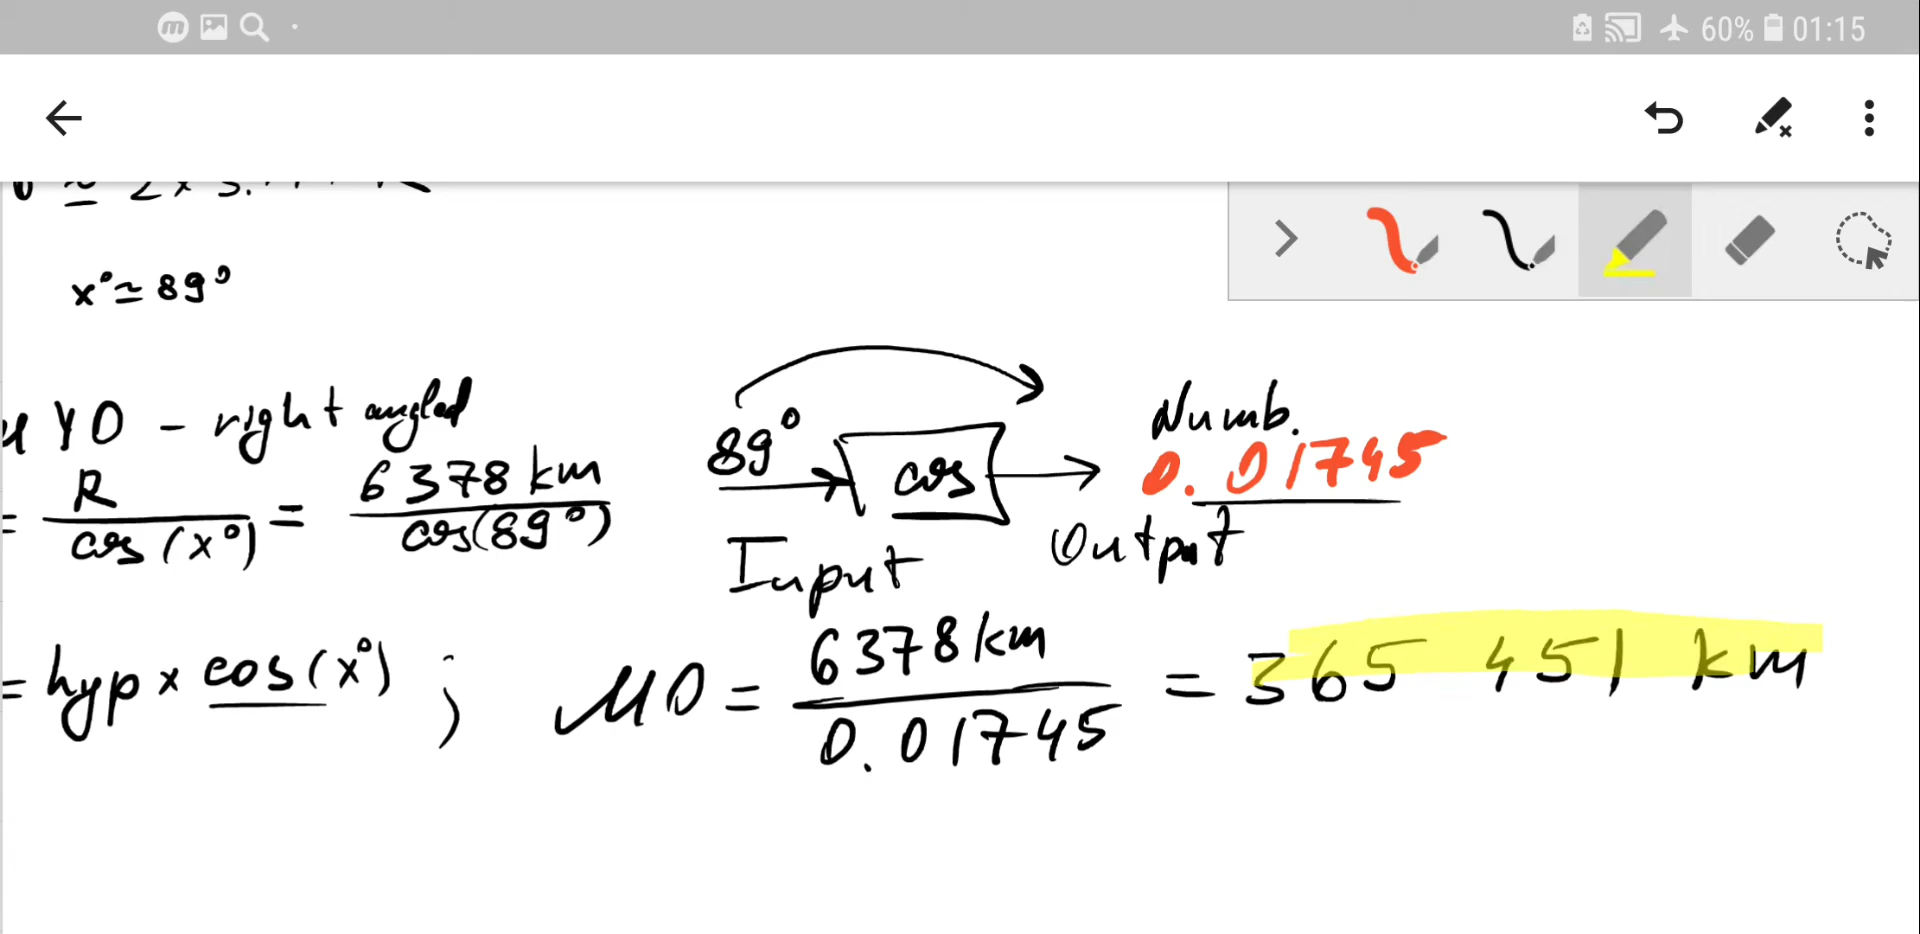 60% 01:15
x° ≃ 89°
YO - right angled
R / cos(x°) = 6378 km / cos(89°)
89° cos Numb. 0.01745
Input Output
= hyp x cos(x°) ; MO = 6378 km / 0.01745 = 365 451 km